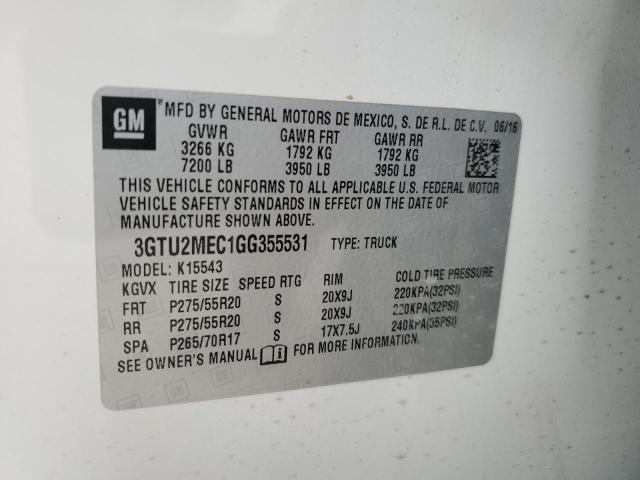 GM
MFD BY GENERAL MOTORS DE MEXICO, S. DE R.L. DE C.V. 06/16
GVWR GAWR FRT GAWR RR
3266 KG 1792 KG 1792 KG
7200 LB 3950 LB 3950 LB
THIS VEHICLE CONFORMS TO ALL APPLICABLE U.S. FEDERAL MOTOR
VEHICLE SAFETY STANDARDS IN EFFECT ON THE DATE OF
MANUFACTURE SHOWN ABOVE.
3GTU2MEC1GG355531 TYPE: TRUCK
MODEL: K15543
KGVX TIRE SIZE SPEED RTG RIM COLD TIRE PRESSURE
FRT P275/55R20 S 20X9J 220KPA(32PSI)
RR P275/55R20 S 20X9J 220KPA(32PSI)
SPA P265/70R17 S 17X7.5J 240KPA(35PSI)
SEE OWNER'S MANUAL FOR MORE INFORMATION.